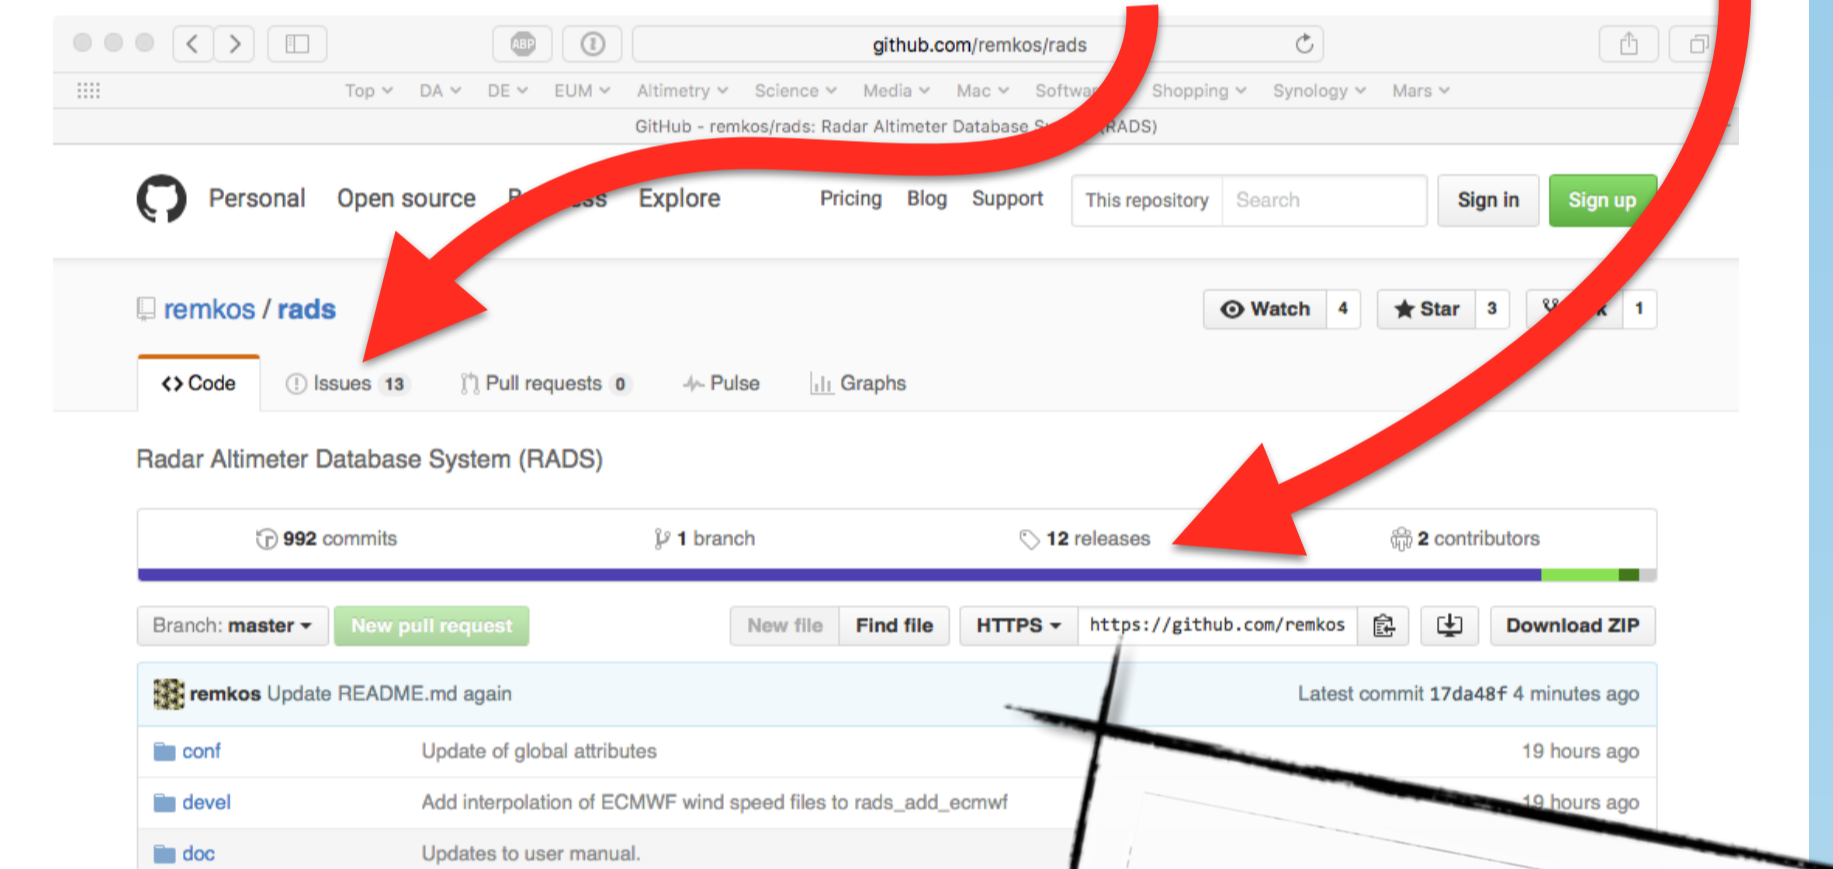 ABP
github.com/remkos/rads
Top DA DE EUM Altimetry Science Media Mac Shopping Synology Mars
GitHub - remkos/rads: Radar Altimeter Database (RADS)
Personal Open source Explore Pricing Blog Support This repository Search Sign in Sign up
remkos / rads
Watch 4 Star 3 1
Code Issues 13 Pull requests 0 Pulse Graphs
Radar Altimeter Database System (RADS)
992 commits 1 branch 12 releases 2 contributors
Branch: master New pull request New file Find file HTTPS https://github.com/remkos Download ZIP
remkos Update README.md again Latest commit 17da48f 4 minutes ago
conf Update of global attributes 19 hours ago
devel Add interpolation of ECMWF wind speed files to rads_add_ecmwf 19 hours ago
doc Updates to user manual.